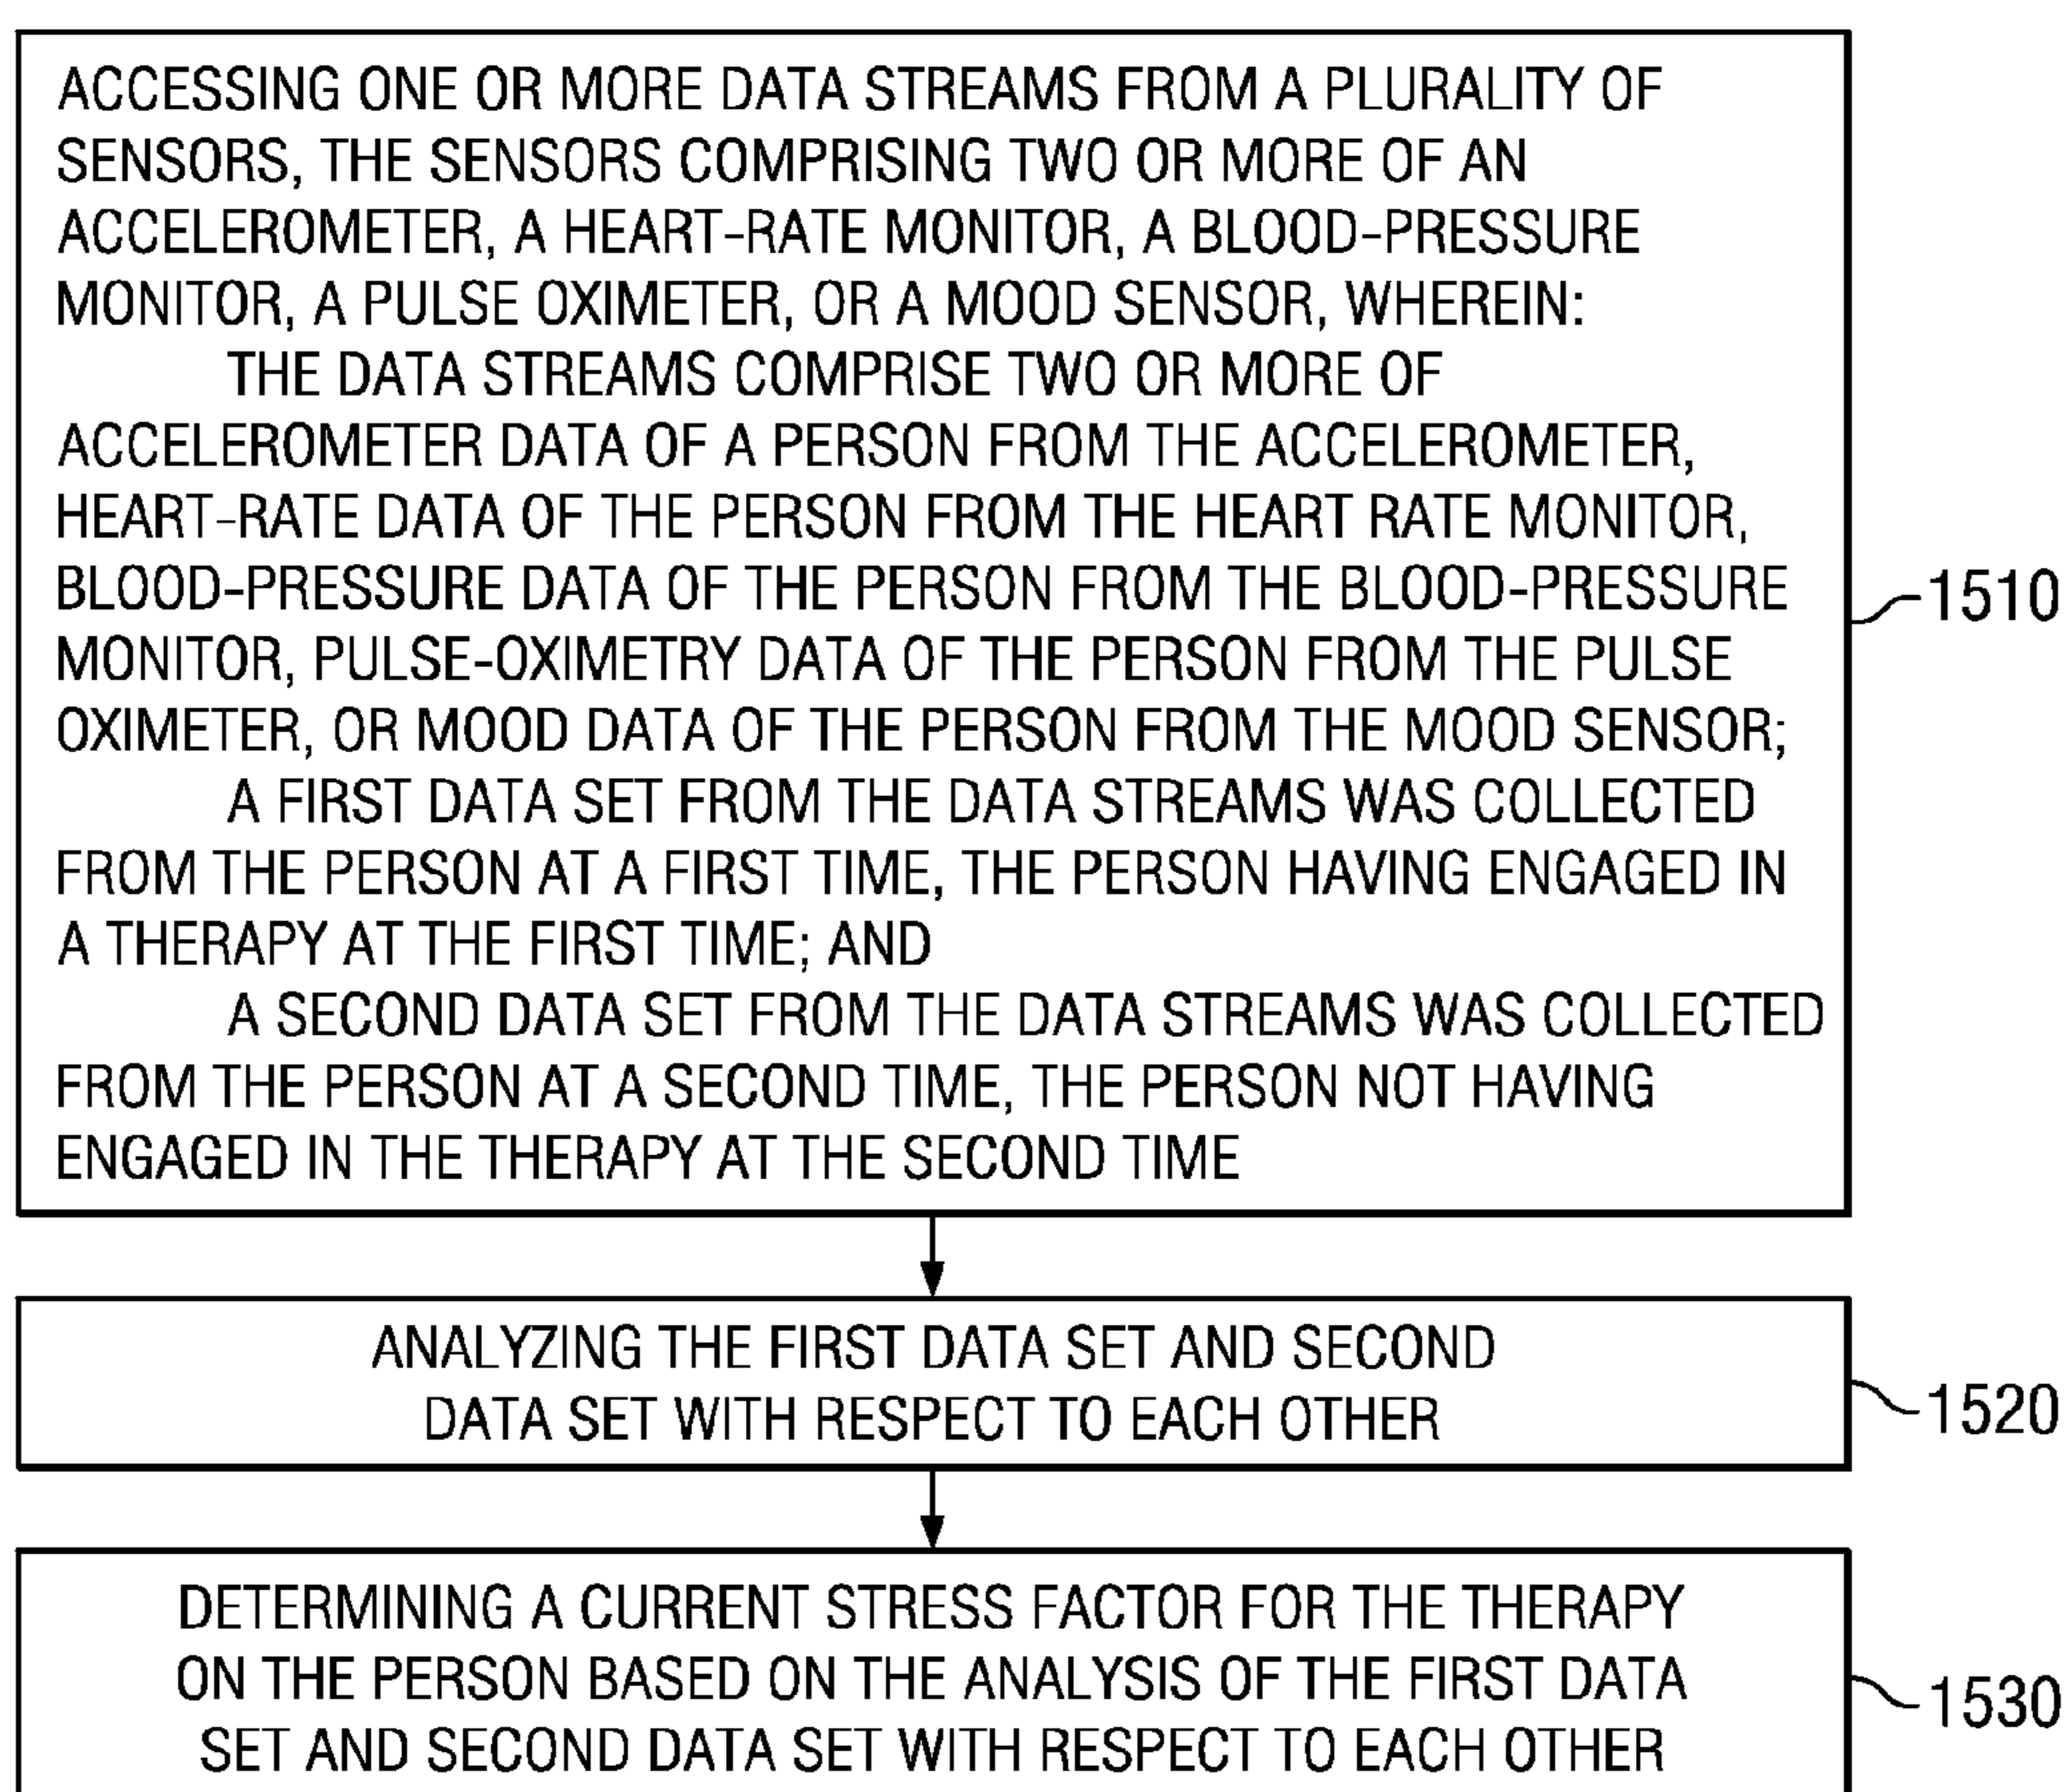 ACCESSING ONE OR MORE DATA STREAMS FROM A PLURALITY OF
SENSORS, THE SENSORS COMPRISING TWO OR MORE OF AN
ACCELEROMETER, A HEART-RATE MONITOR, A BLOOD-PRESSURE
MONITOR, A PULSE OXIMETER, OR A MOOD SENSOR, WHEREIN:
THE DATA STREAMS COMPRISE TWO OR MORE OF
ACCELEROMETER DATA OF A PERSON FROM THE ACCELEROMETER,
HEART-RATE DATA OF THE PERSON FROM THE HEART RATE MONITOR,
BLOOD-PRESSURE DATA OF THE PERSON FROM THE BLOOD-PRESSURE
MONITOR, PULSE-OXIMETRY DATA OF THE PERSON FROM THE PULSE
OXIMETER, OR MOOD DATA OF THE PERSON FROM THE MOOD SENSOR;
A FIRST DATA SET FROM THE DATA STREAMS WAS COLLECTED
FROM THE PERSON AT A FIRST TIME, THE PERSON HAVING ENGAGED IN
A THERAPY AT THE FIRST TIME; AND
A SECOND DATA SET FROM THE DATA STREAMS WAS COLLECTED
FROM THE PERSON AT A SECOND TIME, THE PERSON NOT HAVING
ENGAGED IN THE THERAPY AT THE SECOND TIME
1510
ANALYZING THE FIRST DATA SET AND SECOND
DATA SET WITH RESPECT TO EACH OTHER
1520
DETERMINING A CURRENT STRESS FACTOR FOR THE THERAPY
ON THE PERSON BASED ON THE ANALYSIS OF THE FIRST DATA
SET AND SECOND DATA SET WITH RESPECT TO EACH OTHER
1530